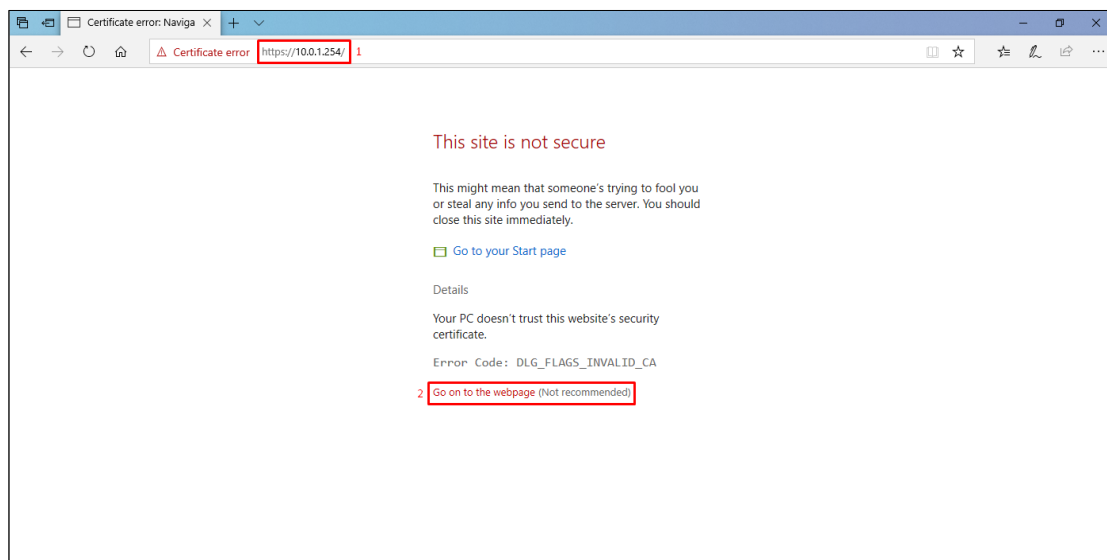 Certificate error: Naviga
Certificate error https://10.0.1.254/ 1
This site is not secure
This might mean that someone's trying to fool you
or steal any info you send to the server. You should
close this site immediately.
Go to your Start page
Details
Your PC doesn't trust this website's security
certificate.
Error Code: DLG_FLAGS_INVALID_CA
2 Go on to the webpage (Not recommended)